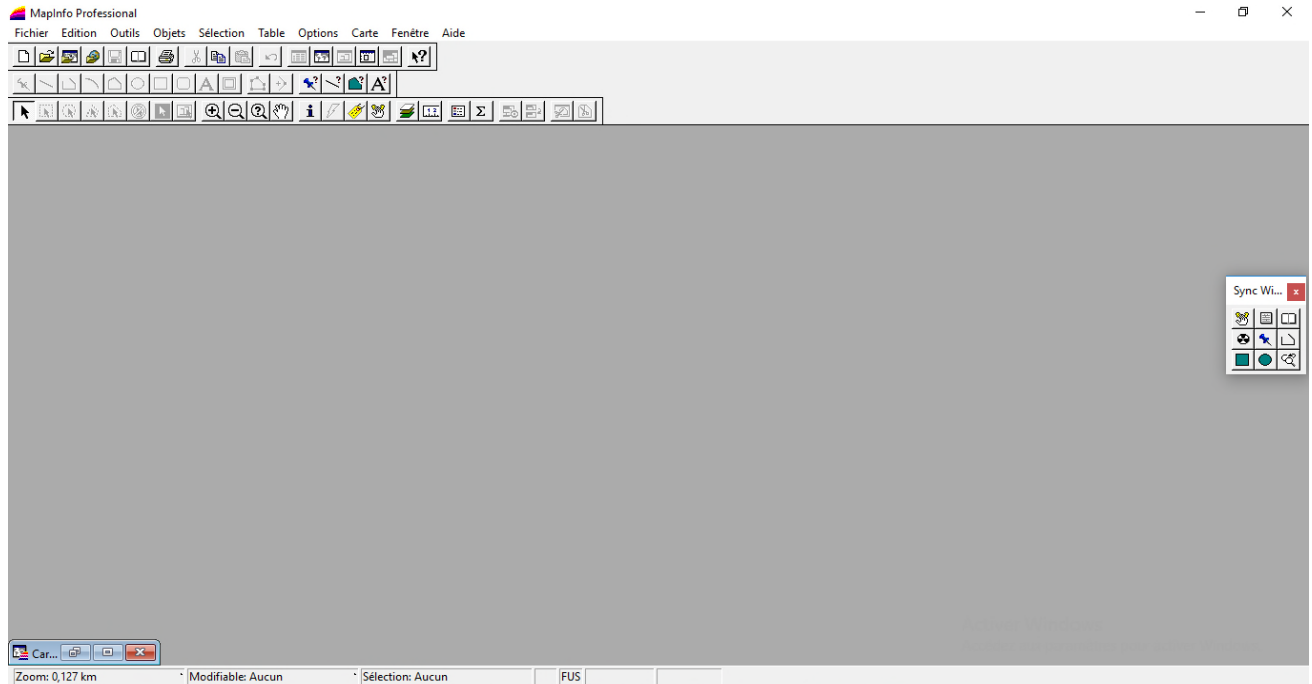 MapInfo Professional
Fichier Edition Outils Objets Sélection Table Options Carte Fenêtre Aide
Sync Wi...
Car...
Zoom: 0,127 km Modifiable: Aucun Sélection: Aucun FUS